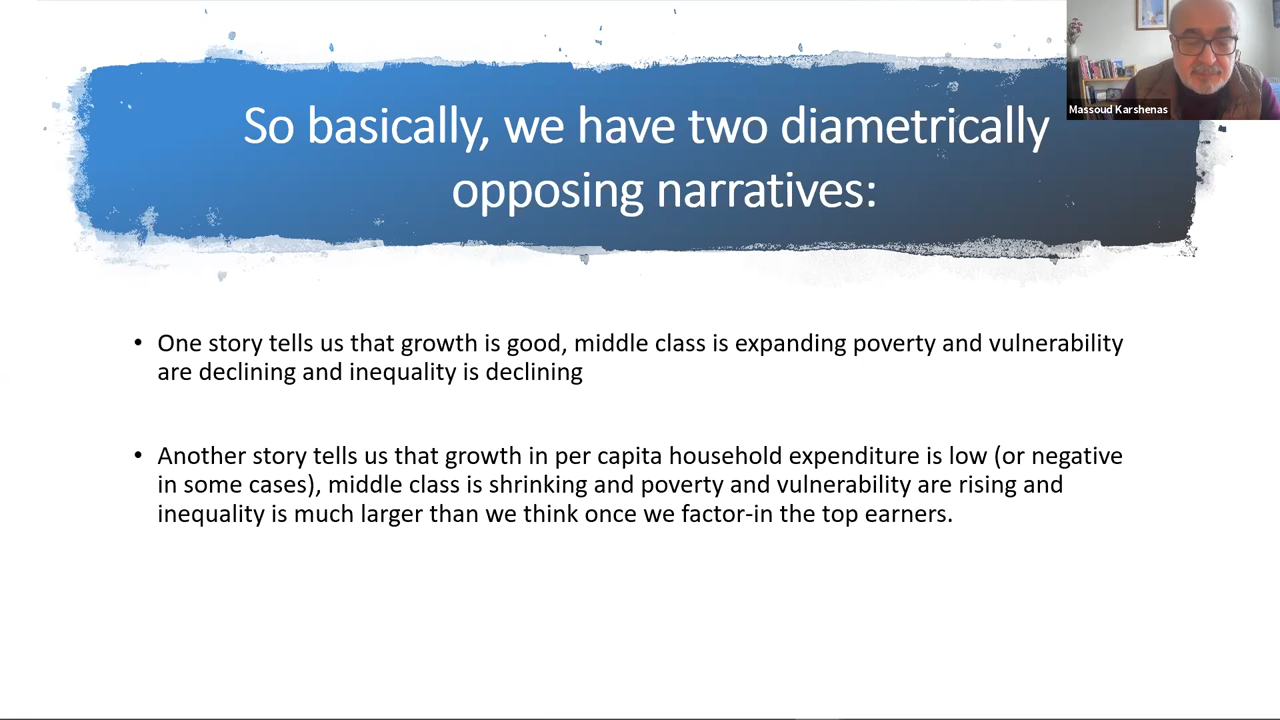 Massoud Karshenas
So basically, we have two diametrically
opposing narratives:
• One story tells us that growth is good, middle class is expanding poverty and vulnerability
are declining and inequality is declining
• Another story tells us that growth in per capita household expenditure is low (or negative
in some cases), middle class is shrinking and poverty and vulnerability are rising and
inequality is much larger than we think once we factor-in the top earners.